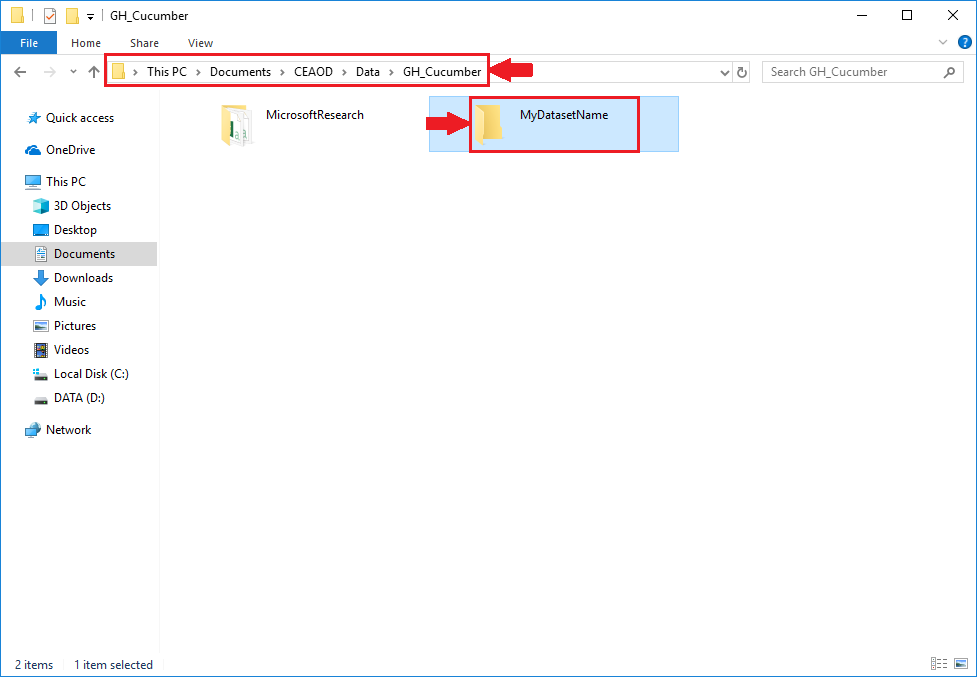 GH_Cucumber
File Home Share View
This PC Documents CEAOD Data GH_Cucumber Search GH_Cucumber
Quick access
OneDrive
This PC
3D Objects
Desktop
Documents
Downloads
Music
Pictures
Videos
Local Disk (C:)
DATA (D:)
Network
MicrosoftResearch
MyDatasetName
2 items 1 item selected